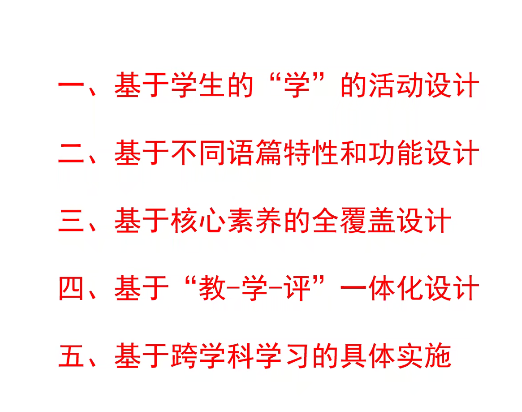 一、基于学生的“学”的活动设计
二、基于不同语篇特性和功能设计
三、基于核心素养的全覆盖设计
四、基于“教-学-评”一体化设计
五、基于跨学科学习的具体实施